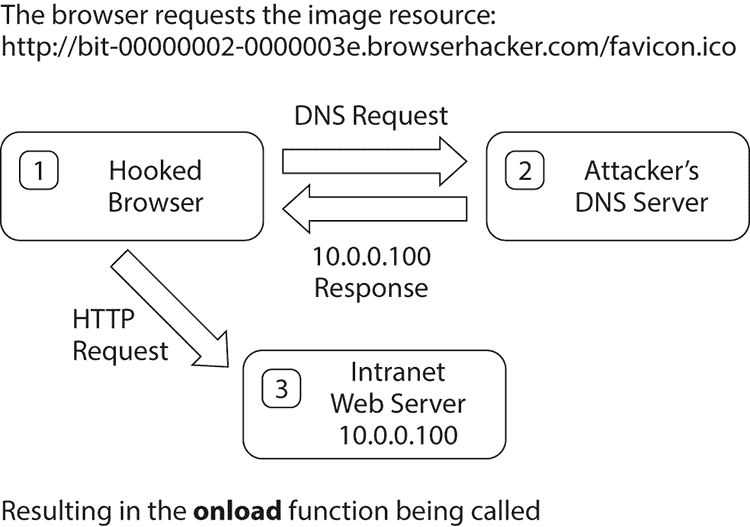 The browser requests the image resource:
http://bit-00000002-0000003e.browserhacker.com/favicon.ico
DNS Request
1
Hooked
Browser
2
Attacker’s
DNS Server
10.0.0.100
Response
HTTP
Request
3
Intranet
Web Server
10.0.0.100
Resulting in the onload function being called